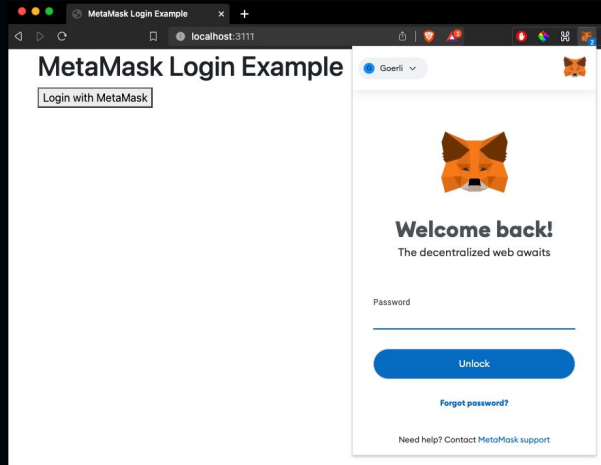 MetaMask Login Example
localhost:3111
MetaMask Login Example
Login with MetaMask
G Goerli
Welcome back!
The decentralized web awaits
Password
Unlock
Forgot password?
Need help? Contact MetaMask support